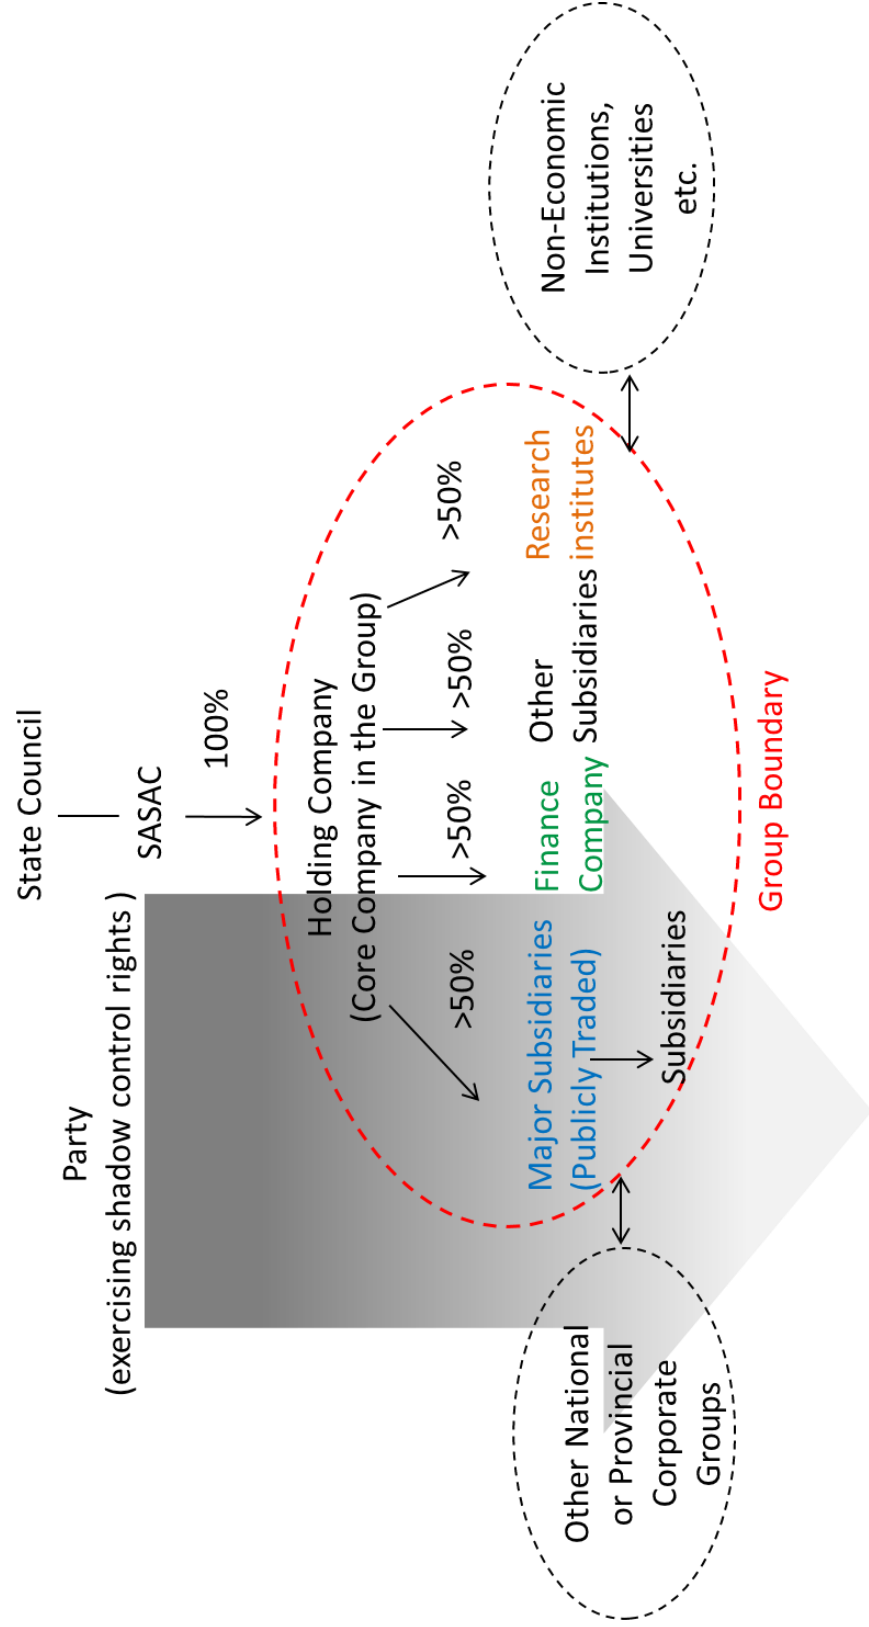 State Council
Party
(exercising shadow control rights )
SASAC
100%
Holding Company
(Core Company in the Group)
>50%
>50%
>50%
>50%
Major Subsidiaries
(Publicly Traded)
Finance
Company
Other
Subsidiaries
Research
institutes
Subsidiaries
Other National
or Provincial
Corporate
Groups
Non-Economic
Institutions,
Universities
etc.
Group Boundary